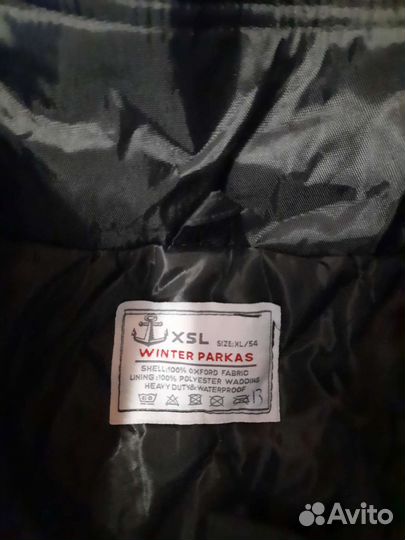 XSL SIZE:XL/54
WINTER PARKAS
SHELL:100% OXFORD FABRIC
LINING:100% POLYESTER WADDING
HEAVY DUTY&WATERPROOF
Avito